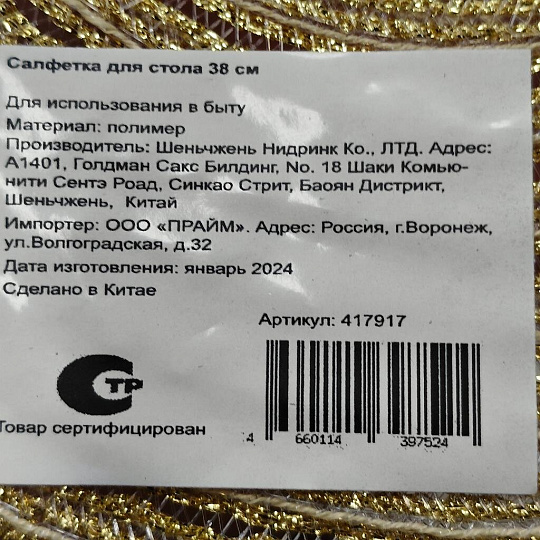 Салфетка для стола 38 см
Для использования в быту
Материал: полимер
Производитель: Шеньчжень Нидринк Ко., ЛТД. Адрес:
А1401, Голдман Сакс Билдинг, No. 18 Шаки Комью-
нити Сентэ Роад, Синкао Стрит, Баоян Дистрикт,
Шеньчжень, Китай
Импортер: ООО «ПРАЙМ». Адрес: Россия, г.Воронеж,
ул.Волгоградская, д.32
Дата изготовления: январь 2024
Сделано в Китае
Артикул: 417917
СТР
Товар сертифицирован
4 660114 397524